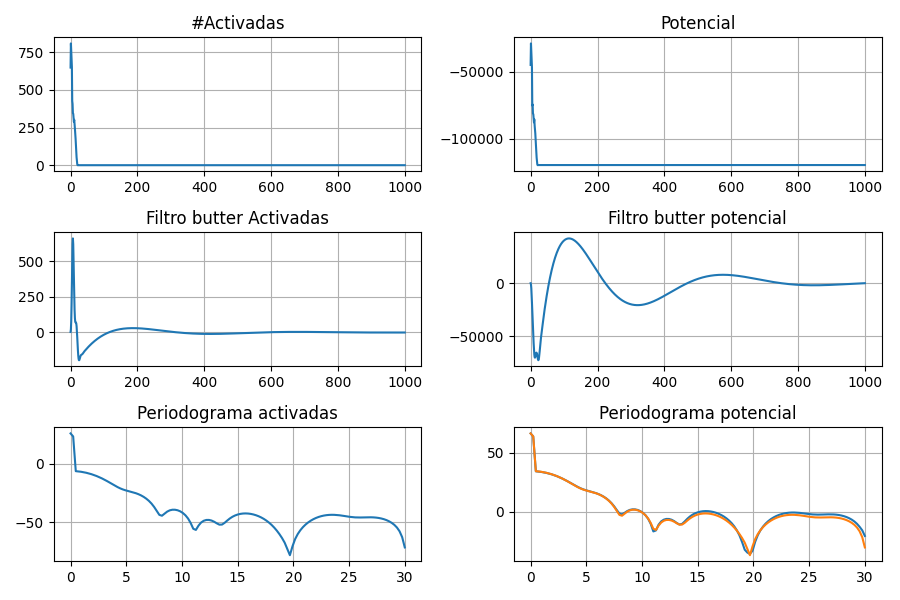 #Activadas
Potencial
750
500
250
0
0 200 400 600 800 1000
−50000
−100000
0 200 400 600 800 1000
Filtro butter Activadas
Filtro butter potencial
500
250
0
0 200 400 600 800 1000
0
−50000
0 200 400 600 800 1000
Periodograma activadas
Periodograma potencial
0
−50
0 5 10 15 20 25 30
50
0
0 5 10 15 20 25 30